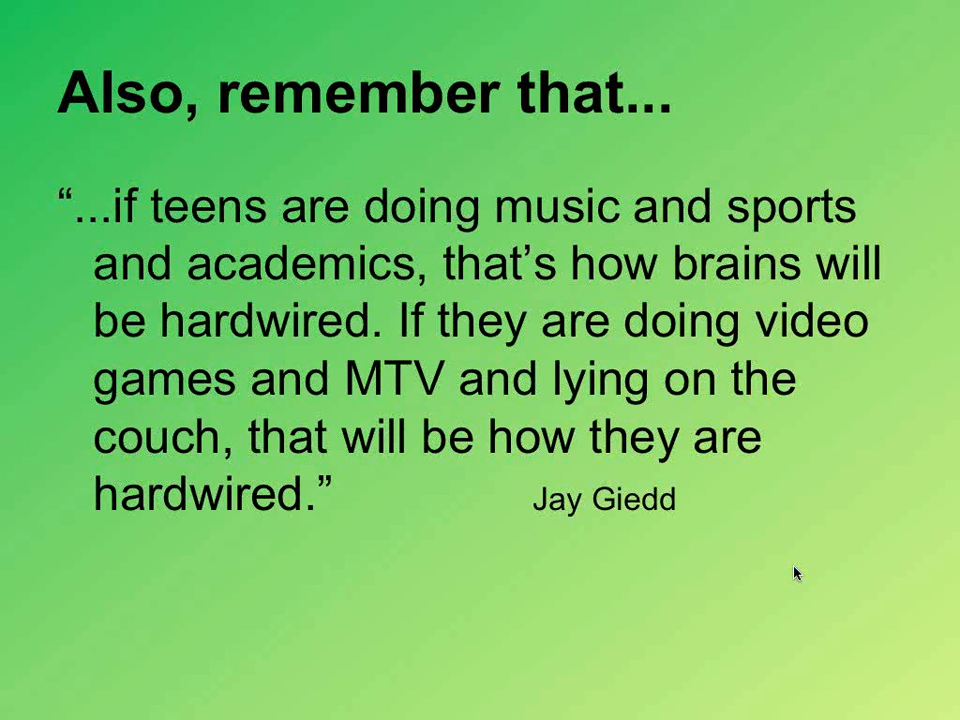 Also, remember that...
“...if teens are doing music and sports
and academics, that’s how brains will
be hardwired. If they are doing video
games and MTV and lying on the
couch, that will be how they are
hardwired.” Jay Giedd